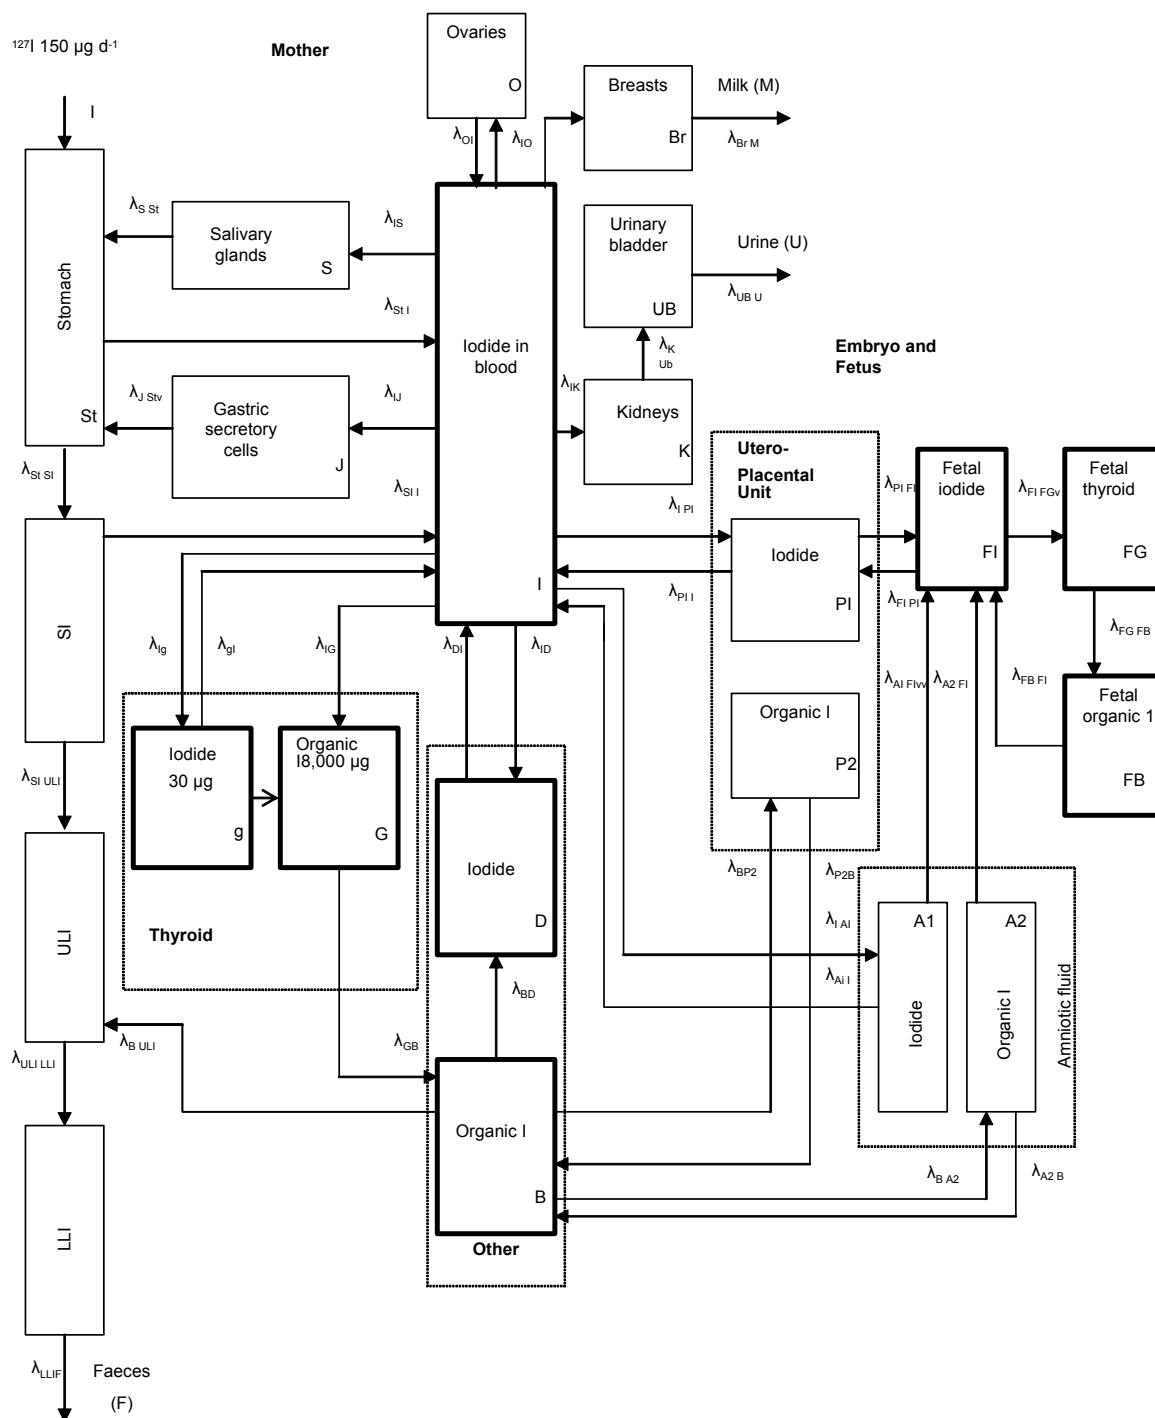 ¹²⁷I 150 µg d⁻¹
Mother
I
Ovaries
O
λOI
λIO
Breasts
Br
Milk (M)
λBr M
Stomach
St
λS St
Salivary
glands
S
λIS
λSt I
λJ Stv
Gastric
secretory
cells
J
λIJ
Iodide in
blood
I
Urinary
bladder
UB
Urine (U)
λUB U
λK
Ub
λIK
Kidneys
K
Embryo and
Fetus
λSt SI
λSI I
λI PI
Utero-
Placental
Unit
Iodide
PI
λPI I
λPI FI
Fetal
iodide
FI
λFI PI
λFI FGv
Fetal
thyroid
FG
λFG FB
SI
λIg
λgI
λIG
λDI
λID
λAI FIvv
λA2 FI
λFB FI
Fetal
organic 1
FB
Organic I
P2
Iodide
30 µg
g
Organic
I8,000 µg
G
Thyroid
λSI ULI
ULI
Iodide
D
λBP2
λP2B
λI AI
λAi I
A1
Iodide
A2
Organic I
Amniotic fluid
λBD
λB ULI
λGB
λULI LLI
Organic I
B
Other
λB A2
λA2 B
LLI
λLLIF
Faeces
(F)